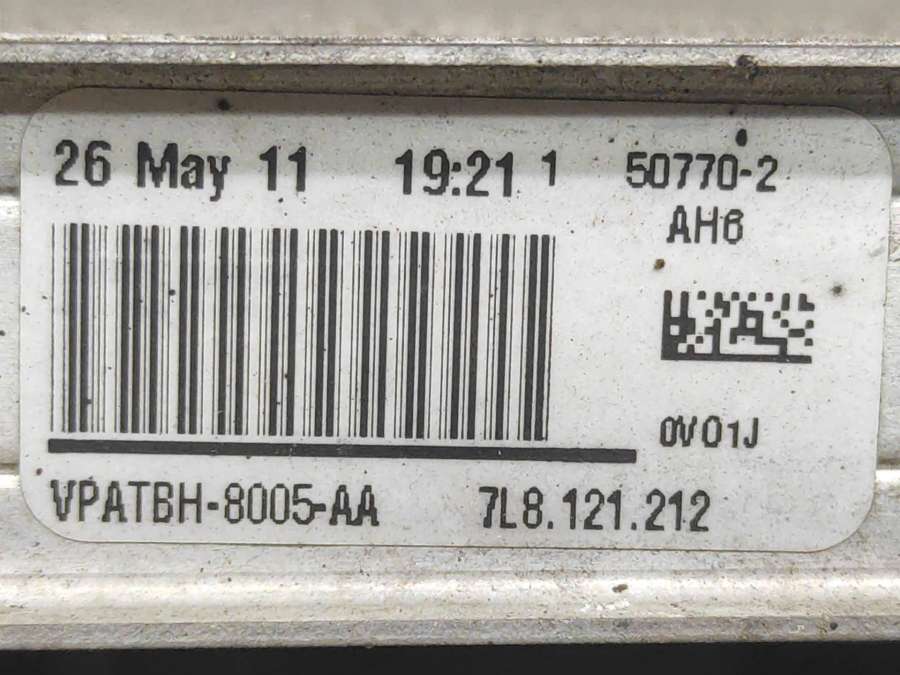 26 May 11 19:21 1 50770-2
AH6
0V01J
VPATBH-8005-AA 7L8.121.212